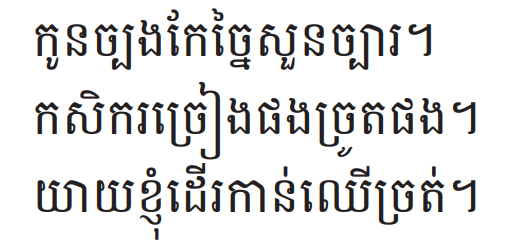 កូនច្បងកែច្នៃសួនច្បារ។
កសិករច្រៀងផងច្រូតផង។
យាយខ្ញុំដើរកាន់ឈើច្រត់។